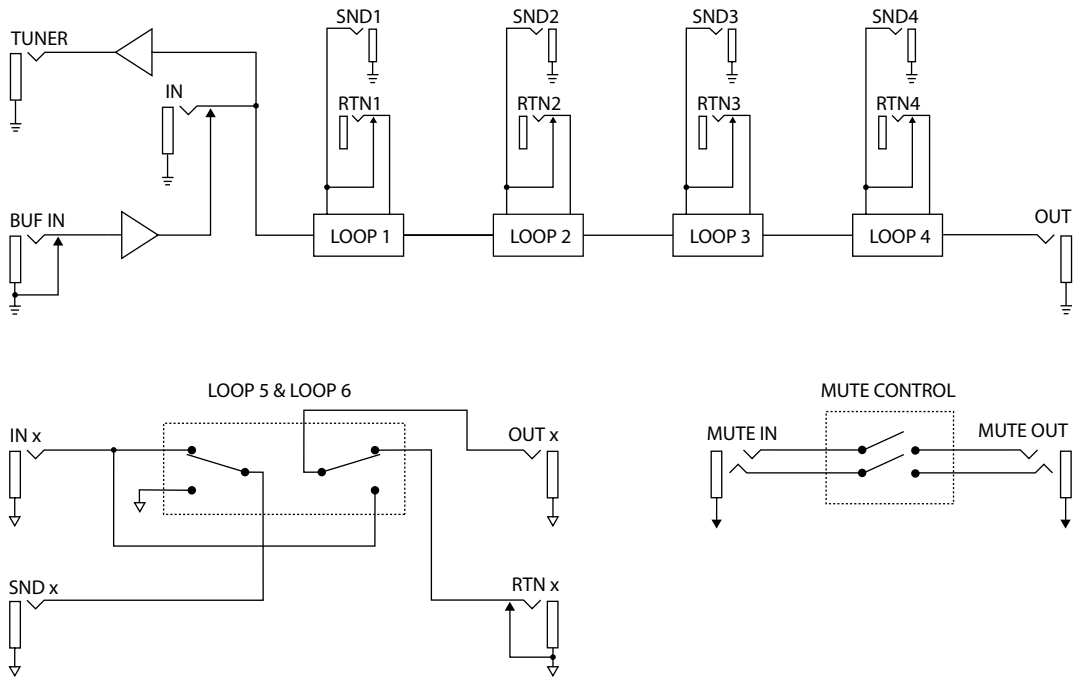 SND1
SND2
SND3
SND4
TUNER
IN
RTN1
RTN2
RTN3
RTN4
BUF IN
LOOP 1
LOOP 2
LOOP 3
LOOP 4
OUT
LOOP 5 & LOOP 6
MUTE CONTROL
IN x
OUT x
MUTE IN
MUTE OUT
SND x
RTN x